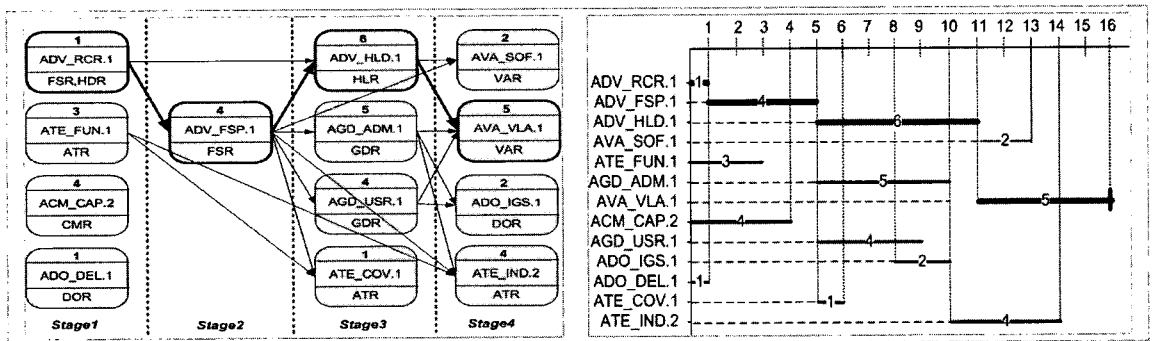 1
ADV_RCR.1
FSR,HDR
3
ATE_FUN.1
ATR
4
ACM_CAP.2
CMR
1
ADO_DEL.1
DOR
Stage1
4
ADV_FSP.1
FSR
Stage2
6
ADV_HLD.1
HLR
5
AGD_ADM.1
GDR
4
AGD_USR.1
GDR
1
ATE_COV.1
ATR
Stage3
2
AVA_SOF.1
VAR
5
AVA_VLA.1
VAR
2
ADO_IGS.1
DOR
4
ATE_IND.2
ATR
Stage4
1 2 3 4 5 6 7 8 9 10 11 12 13 14 15 16
ADV_RCR.1 1
ADV_FSP.1 4
ADV_HLD.1 6
AVA_SOF.1 2
ATE_FUN.1 3
AGD_ADM.1 5
AVA_VLA.1 5
ACM_CAP.2 4
AGD_USR.1 4
ADO_IGS.1 2
ADO_DEL.1 1
ATE_COV.1 1
ATE_IND.2 4